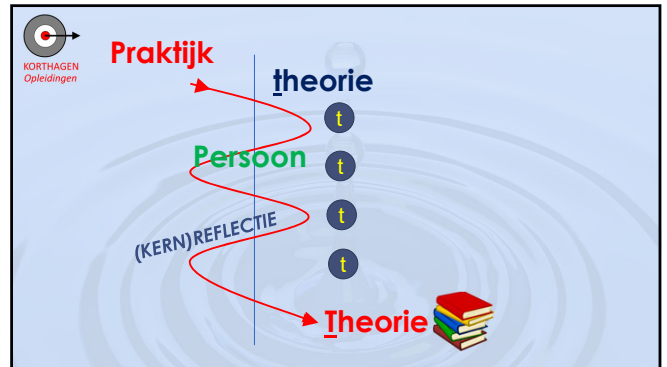 KORTHAGEN
Opleidingen
Praktijk
theorie
t
Persoon
t
t
(KERN)REFLECTIE
t
Theorie